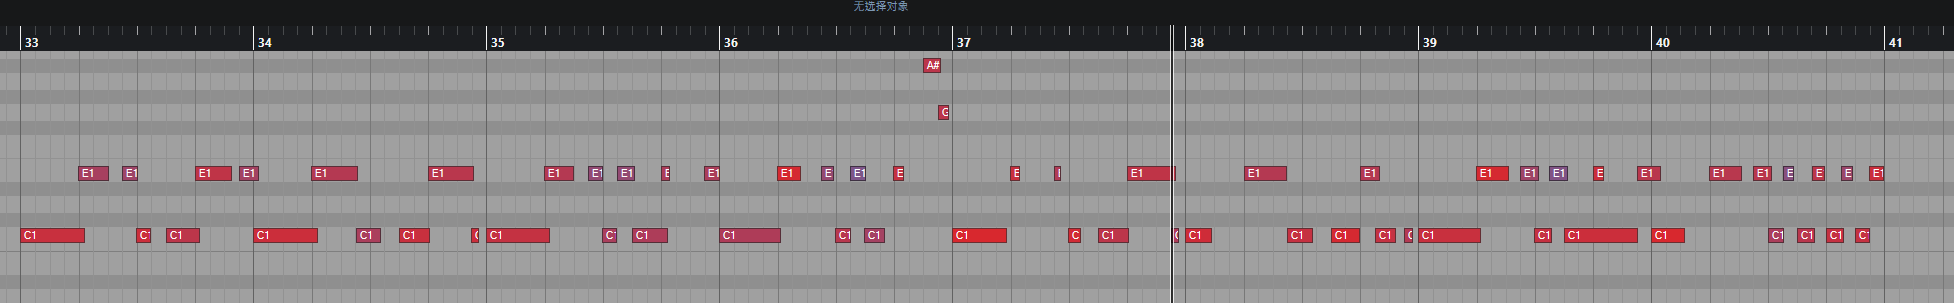 无选择对象
33 34 35 36 37 38 39 40 41
A#
G
E1 E1 E1 E1 E1 E1 E1 E1 E1 E E1 E1 E E1 E E E1 E1 E1 E1 E1 E1 E E1 E1 E1 E E E E1
C1 C1 C1 C1 C1 C1 C1 C1 C1 C1 C1 C1 C1 C C1 C1 C1 C1 C1 C1 C1 C1 C1 C1 C1 C1 C1